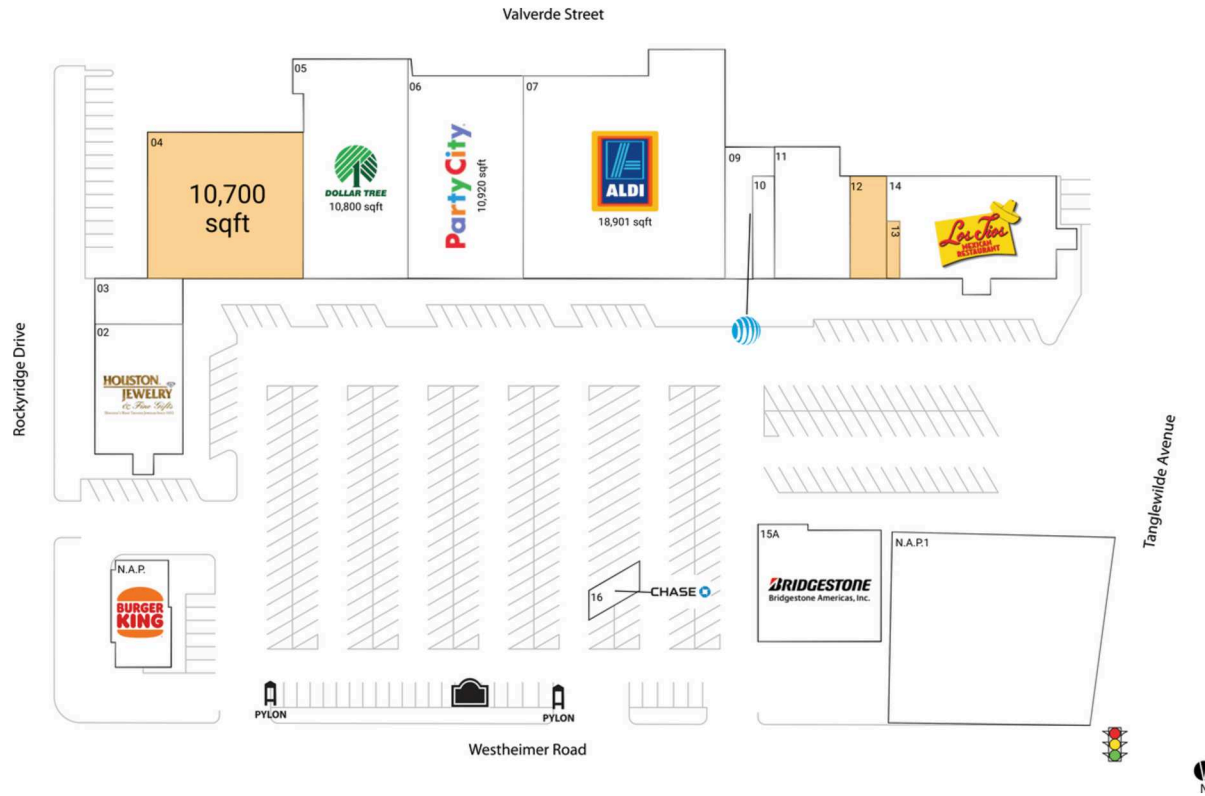 Valverde Street
05
06
07
04
10,700
sqft
DOLLAR TREE
10,800 sqft
Party City
10,920 sqft
ALDI
18,901 sqft
09
10
11
12
13
14
Los Tios
MEXICAN
RESTAURANT
03
02
HOUSTON
JEWELRY
& Fine Gifts
Rockyridge Drive
Tanglewilde Avenue
N.A.P.
BURGER
KING
16
CHASE
15A
BRIDGESTONE
Bridgestone Americas, Inc.
N.A.P.1
PYLON
PYLON
Westheimer Road
N